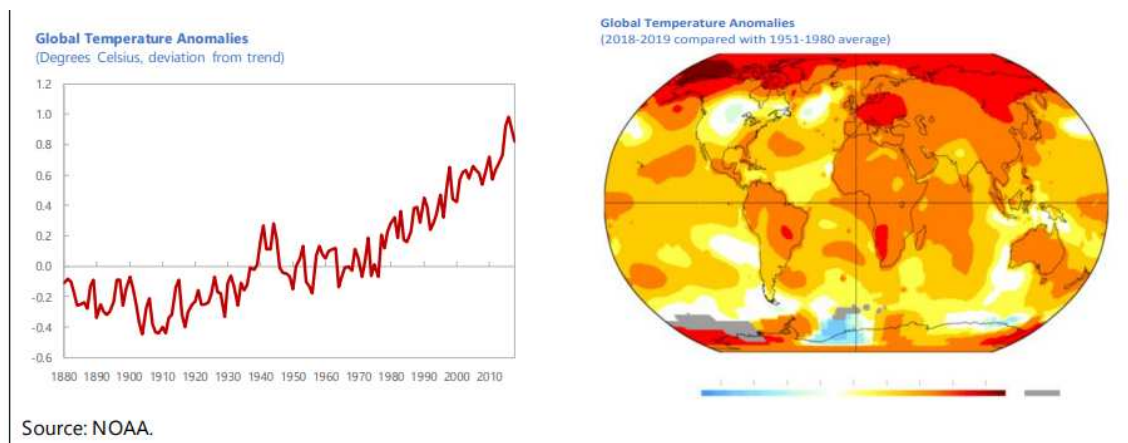 Global Temperature Anomalies
(Degrees Celsius, deviation from trend)
1.2
1.0
0.8
0.6
0.4
0.2
0.0
-0.2
-0.4
-0.6
1880 1890 1900 1910 1920 1930 1940 1950 1960 1970 1980 1990 2000 2010
Global Temperature Anomalies
(2018-2019 compared with 1951-1980 average)
Source: NOAA.